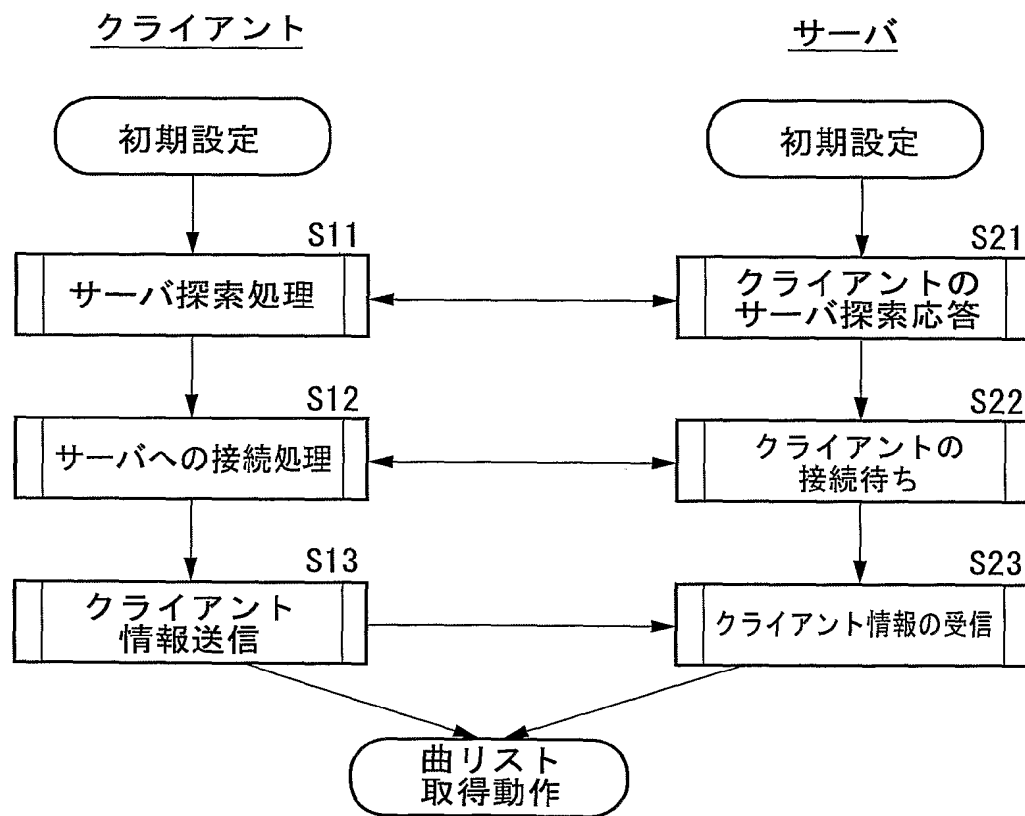 クライアント
サーバ
初期設定
初期設定
S11
S21
サーバ探索処理
クライアントの
サーバ探索応答
S12
S22
サーバへの接続処理
クライアントの
接続待ち
S13
S23
クライアント
情報送信
クライアント情報の受信
曲リスト
取得動作